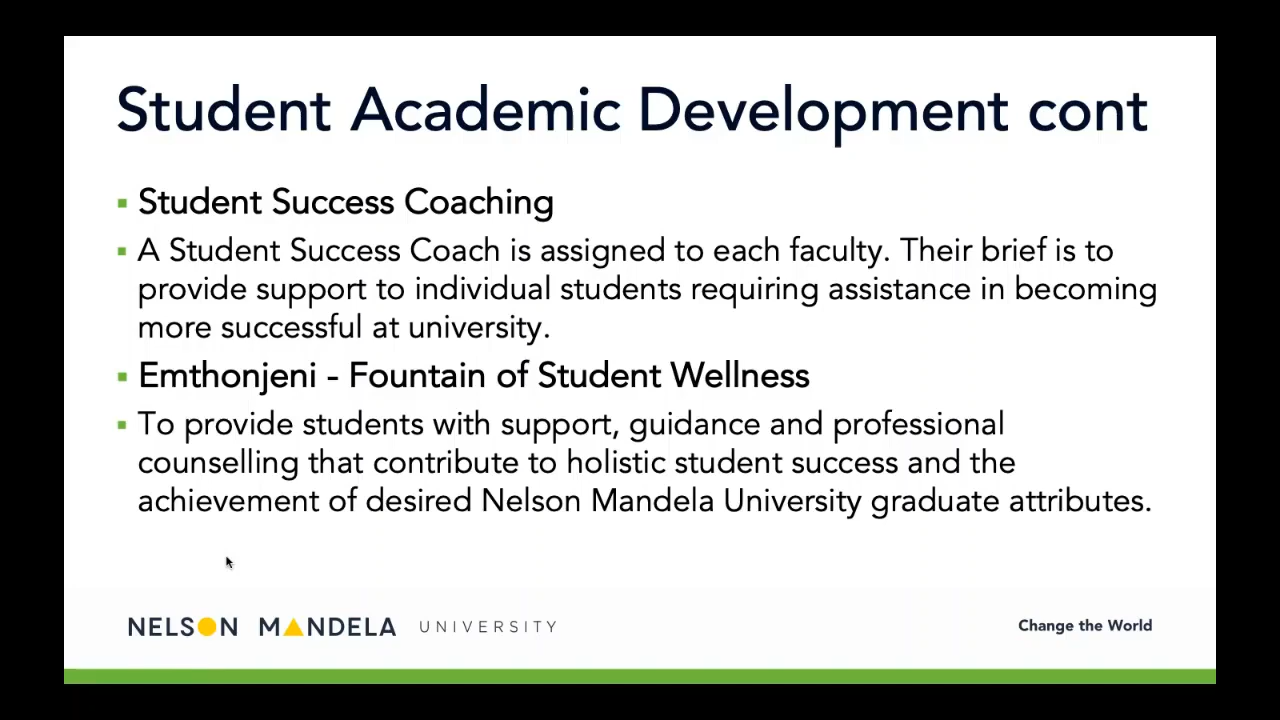 Student Academic Development cont
▪ Student Success Coaching
▪ A Student Success Coach is assigned to each faculty. Their brief is to
provide support to individual students requiring assistance in becoming
more successful at university.
▪ Emthonjeni - Fountain of Student Wellness
▪ To provide students with support, guidance and professional
counselling that contribute to holistic student success and the
achievement of desired Nelson Mandela University graduate attributes.
NELSON MANDELA UNIVERSITY
Change the World